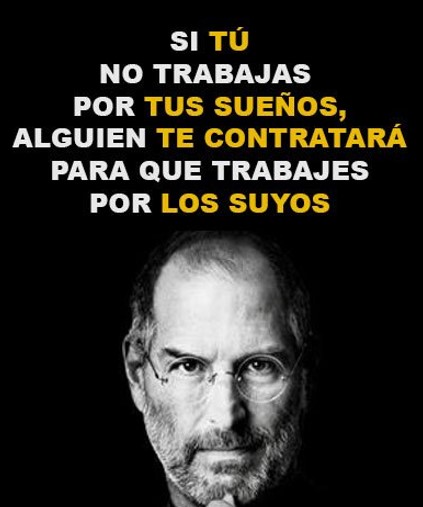 SI TÚ
NO TRABAJAS
POR TUS SUEÑOS,
ALGUIEN TE CONTRATARÁ
PARA QUE TRABAJES
POR LOS SUYOS